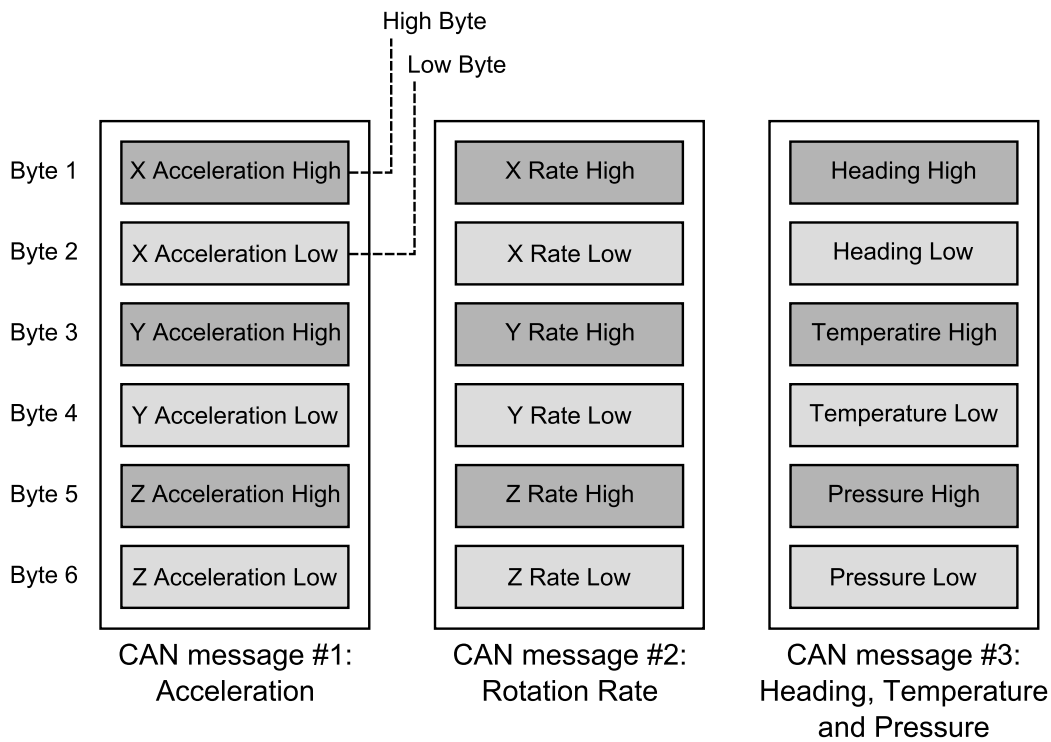 High Byte
Low Byte
Byte 1
X Acceleration High
X Rate High
Heading High
Byte 2
X Acceleration Low
X Rate Low
Heading Low
Byte 3
Y Acceleration High
Y Rate High
Temperatire High
Byte 4
Y Acceleration Low
Y Rate Low
Temperature Low
Byte 5
Z Acceleration High
Z Rate High
Pressure High
Byte 6
Z Acceleration Low
Z Rate Low
Pressure Low
CAN message #1:
Acceleration
CAN message #2:
Rotation Rate
CAN message #3:
Heading, Temperature
and Pressure